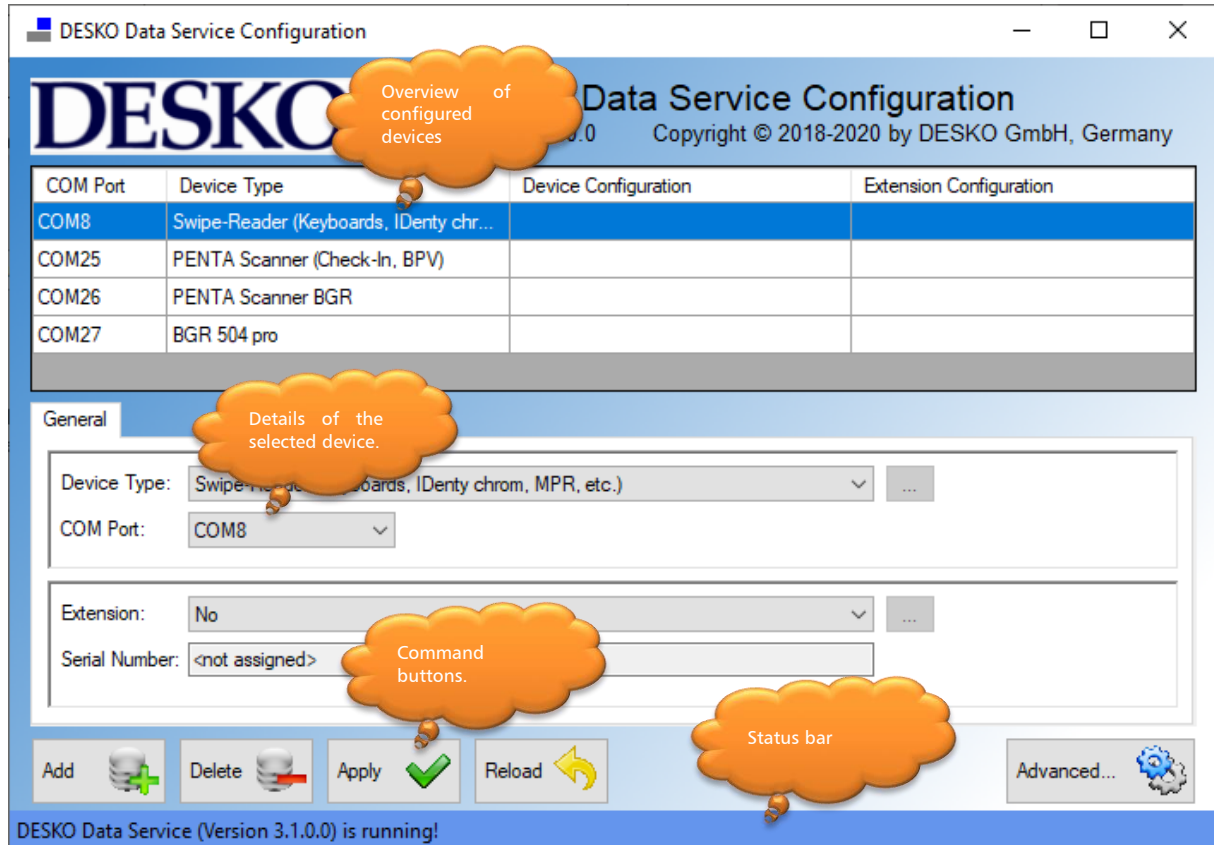 DESKO Data Service Configuration
DESKO
Data Service Configuration
.0 Copyright © 2018-2020 by DESKO GmbH, Germany
Overview of
configured
devices
COM Port Device Type Device Configuration Extension Configuration
COM8 Swipe-Reader (Keyboards, IDenty chr...
COM25 PENTA Scanner (Check-In, BPV)
COM26 PENTA Scanner BGR
COM27 BGR 504 pro
General
Details of the
selected device.
Device Type: Swipe- oards, IDenty chrom, MPR, etc.) ...
COM Port: COM8
Extension: No ...
Serial Number: <not assigned>
Command
buttons.
Status bar
Add Delete Apply Reload Advanced...
DESKO Data Service (Version 3.1.0.0) is running!